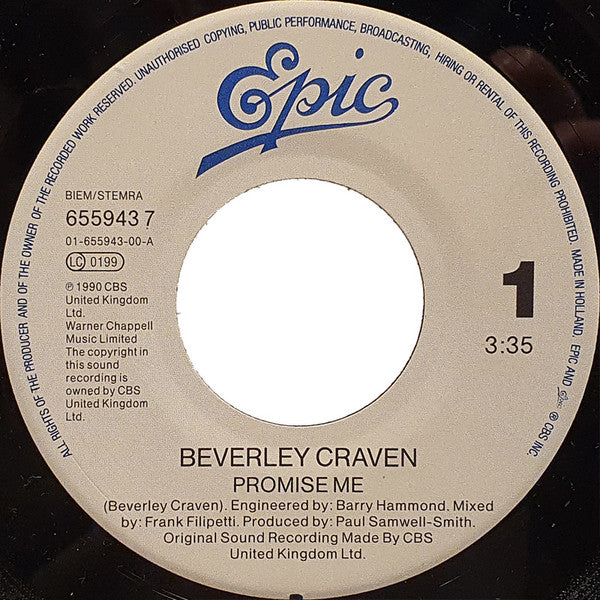 ALL RIGHTS OF THE PRODUCER AND OF THE OWNER OF THE RECORDED WORK RESERVED. UNAUTHORISED COPYING, PUBLIC PERFORMANCE, BROADCASTING, HIRING OR RENTAL OF THIS RECORDING PROHIBITED. MADE IN HOLLAND. EPIC AND Epic ® CBS INC.
Epic
BIEM/STEMRA
655943 7
01-655943-00-A
LC 0199
℗ 1990 CBS
United Kingdom
Ltd.
Warner Chappell
Music Limited
The copyright in
this sound
recording is
owned by CBS
United Kingdom
Ltd.
1
3:35
BEVERLEY CRAVEN
PROMISE ME
(Beverley Craven). Engineered by: Barry Hammond. Mixed
by: Frank Filipetti. Produced by: Paul Samwell-Smith.
Original Sound Recording Made By CBS
United Kingdom Ltd.